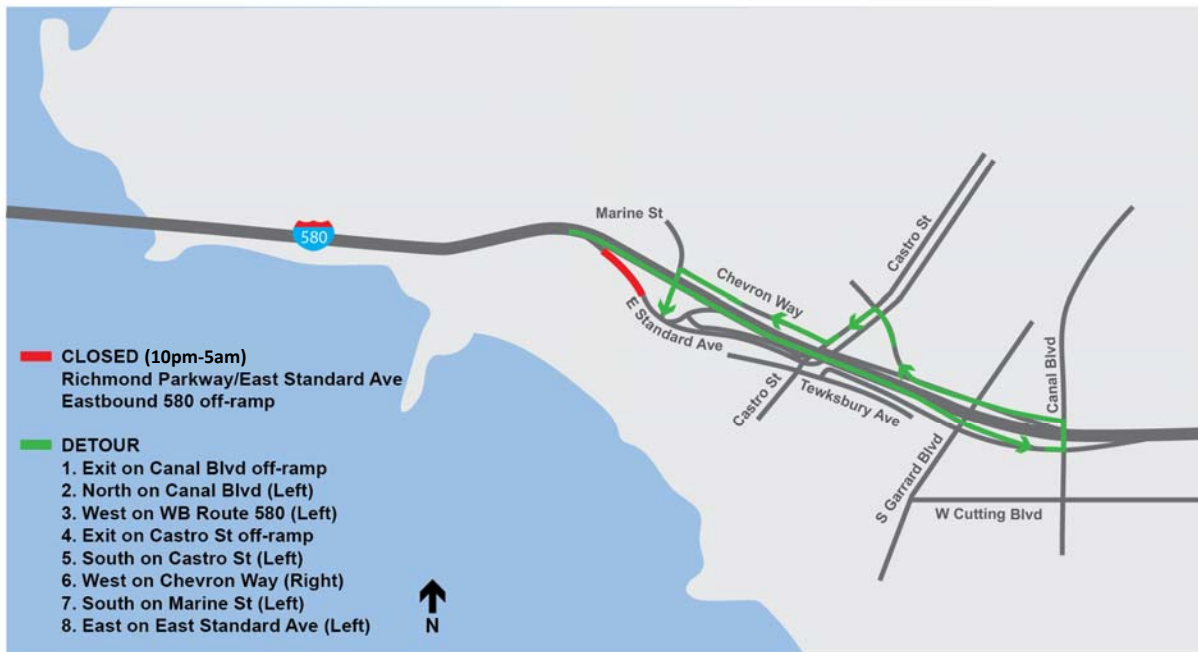 Marine St
580
Chevron Way
Castro St
E Standard Ave
Canal Blvd
Castro St
Tewksbury Ave
S Garrard Blvd
W Cutting Blvd
CLOSED (10pm-5am)
Richmond Parkway/East Standard Ave
Eastbound 580 off-ramp
DETOUR
1. Exit on Canal Blvd off-ramp
2. North on Canal Blvd (Left)
3. West on WB Route 580 (Left)
4. Exit on Castro St off-ramp
5. South on Castro St (Left)
6. West on Chevron Way (Right)
7. South on Marine St (Left)
8. East on East Standard Ave (Left)
N